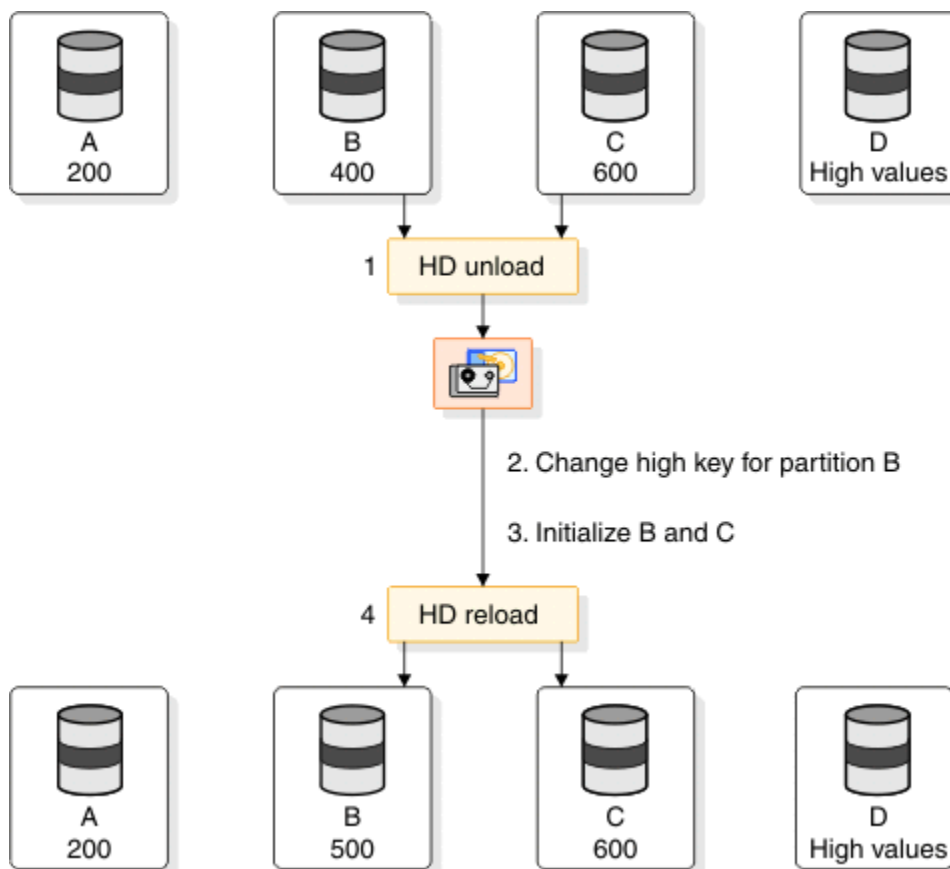 A
200
B
400
C
600
D
High values
1
HD unload
2. Change high key for partition B
3. Initialize B and C
4
HD reload
A
200
B
500
C
600
D
High values